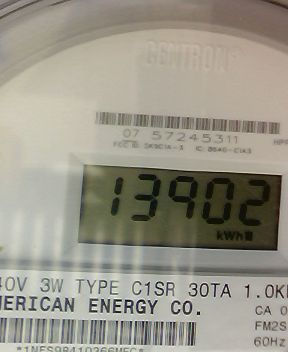 CENTRON®
07 57245311
13902
kWh
40V 3W TYPE C1SR 30TA 1.0K
MERICAN ENERGY CO.
CA 0
FM2S
60Hz